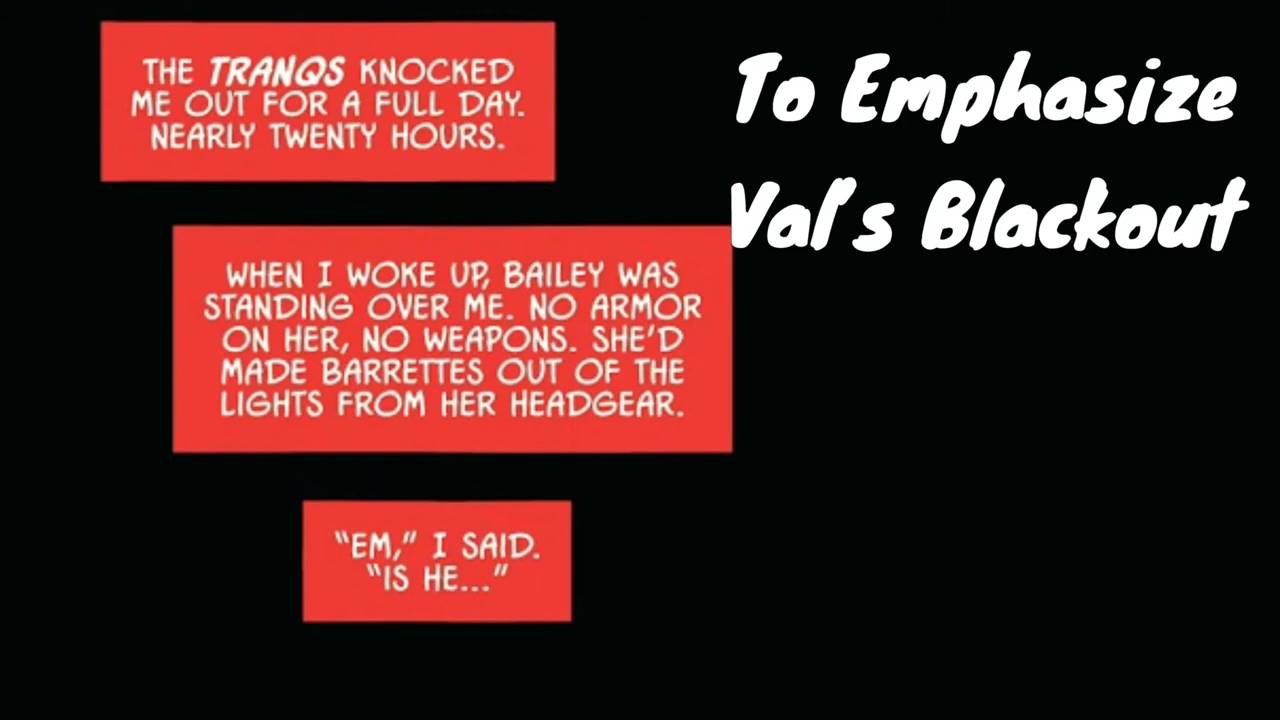 THE TRANQS KNOCKED
ME OUT FOR A FULL DAY.
NEARLY TWENTY HOURS.
WHEN I WOKE UP, BAILEY WAS
STANDING OVER ME. NO ARMOR
ON HER, NO WEAPONS. SHE'D
MADE BARRETTES OUT OF THE
LIGHTS FROM HER HEADGEAR.
"EM," I SAID.
"IS HE..."
To Emphasize
Val's Blackout